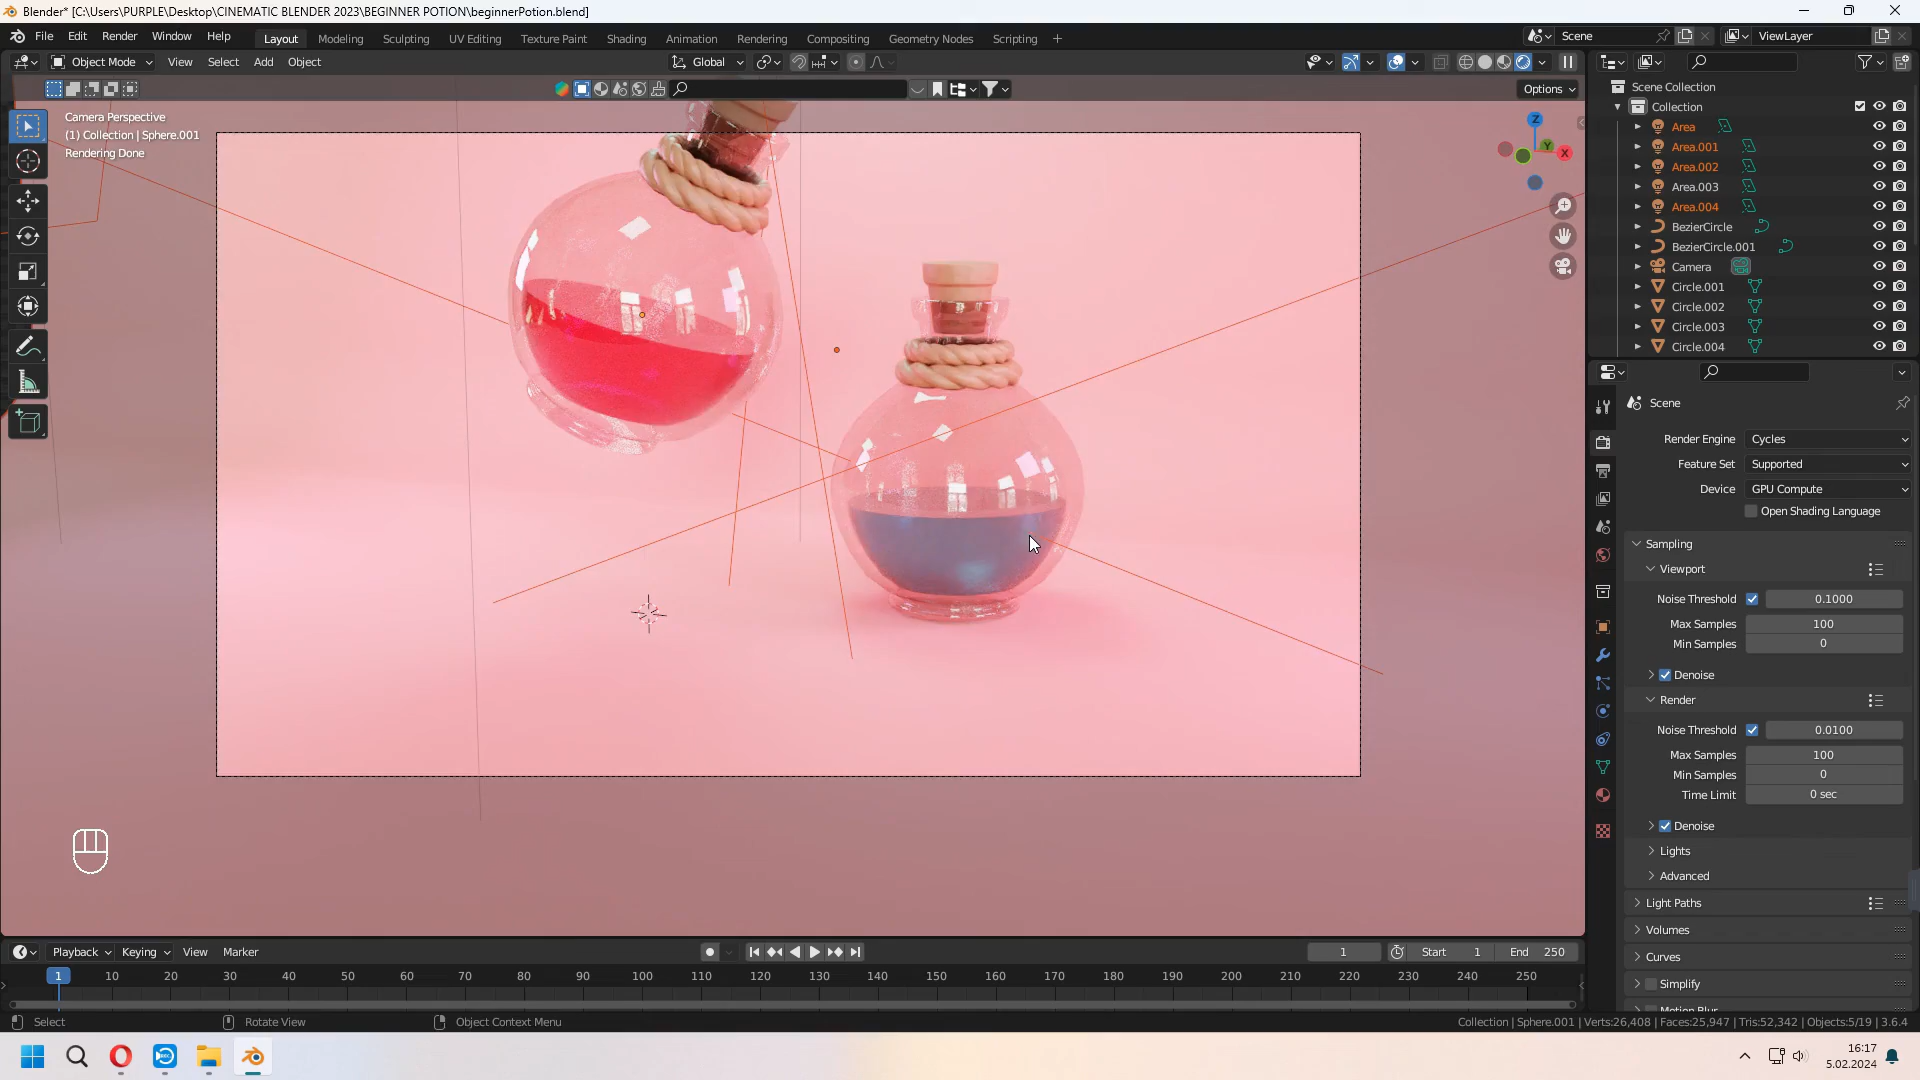 Blender* [C:\Users\PURPLE\Desktop\CINEMATIC BLENDER 2023\BEGINNER POTION\beginnerPotion.blend]
File Edit Render Window Help Layout Modeling Sculpting UV Editing Texture Paint Shading Animation Rendering Compositing Geometry Nodes Scripting + Scene ViewLayer
Object Mode View Select Add Object Global
Options
Camera Perspective
(1) Collection | Sphere.001
Rendering Done
Z
Y
X
Scene Collection
Collection
Area
Area.001
Area.002
Area.003
Area.004
BezierCircle
BezierCircle.001
Camera
Circle.001
Circle.002
Circle.003
Circle.004
Scene
Render Engine Cycles
Feature Set Supported
Device GPU Compute
Open Shading Language
Sampling
Viewport
Noise Threshold 0.1000
Max Samples 100
Min Samples 0
Denoise
Render
Noise Threshold 0.0100
Max Samples 100
Min Samples 0
Time Limit 0 sec
Denoise
Lights
Advanced
Light Paths
Volumes
Curves
Simplify
Motion Blur
Playback Keying View Marker 1 Start 1 End 250
1 10 20 30 40 50 60 70 80 90 100 110 120 130 140 150 160 170 180 190 200 210 220 230 240 250
Select Rotate View Object Context Menu Collection | Sphere.001 | Verts:26,408 | Faces:25,947 | Tris:52,342 | Objects:5/19 | 3.6.4
16:17
5.02.2024